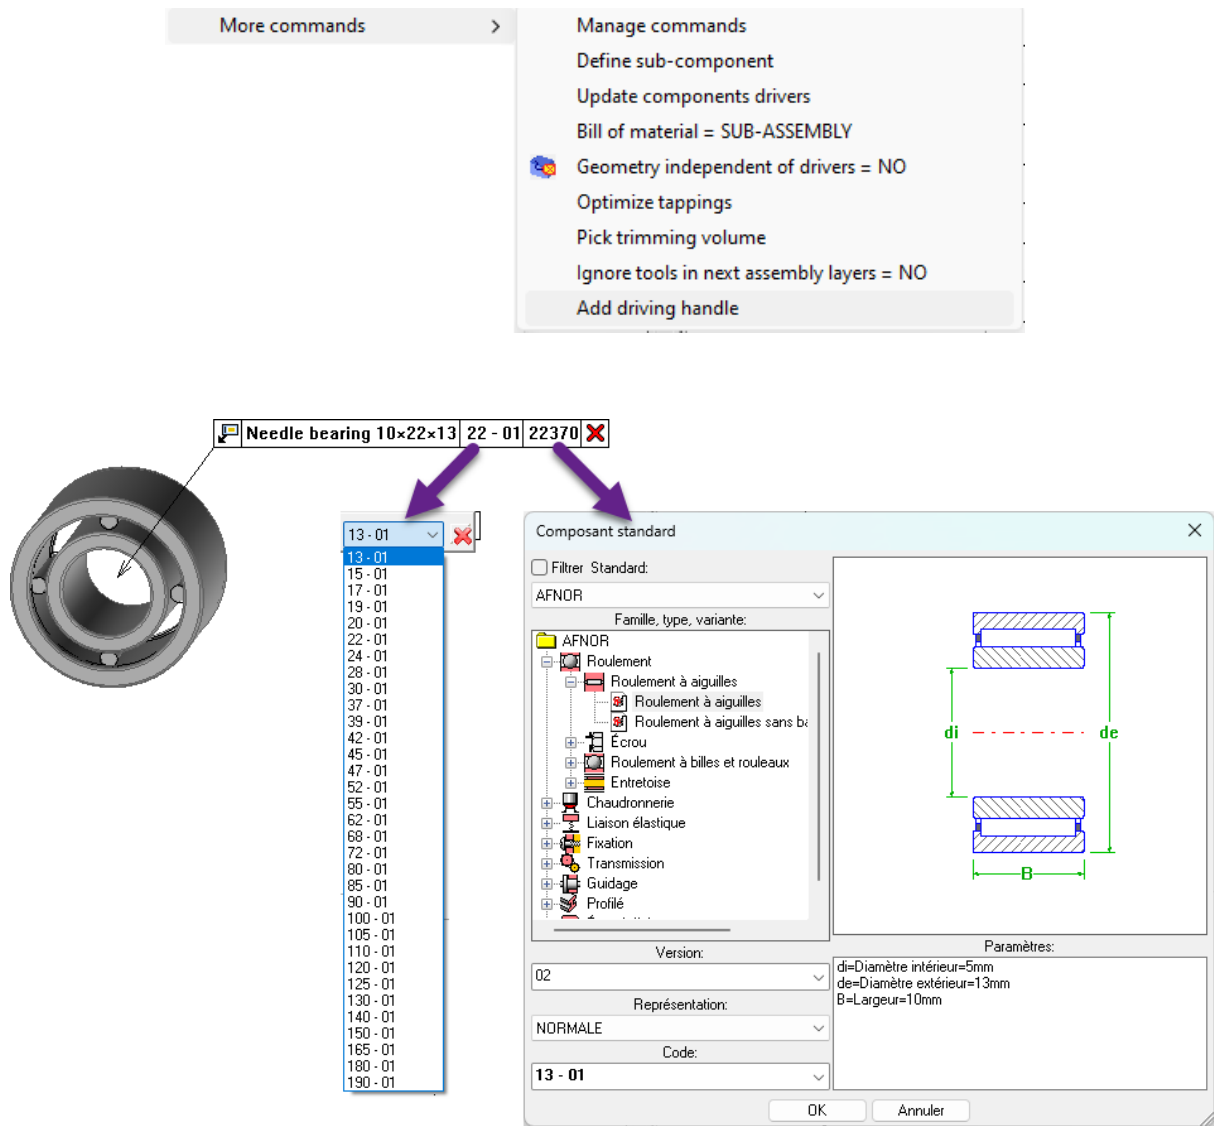 More commands
Manage commands
Define sub-component
Update components drivers
Bill of material = SUB-ASSEMBLY
Geometry independent of drivers = NO
Optimize tappings
Pick trimming volume
Ignore tools in next assembly layers = NO
Add driving handle
Needle bearing 10×22×13 22 - 01 22370
13 - 01
13 - 01
15 - 01
17 - 01
19 - 01
20 - 01
22 - 01
24 - 01
28 - 01
30 - 01
37 - 01
39 - 01
42 - 01
45 - 01
47 - 01
52 - 01
55 - 01
62 - 01
68 - 01
72 - 01
80 - 01
85 - 01
90 - 01
100 - 01
105 - 01
110 - 01
120 - 01
125 - 01
130 - 01
140 - 01
150 - 01
165 - 01
180 - 01
190 - 01
Composant standard
Filtrer Standard:
AFNOR
Famille, type, variante:
AFNOR
Roulement
Roulement à aiguilles
Roulement à aiguilles
Roulement à aiguilles sans ba
Écrou
Roulement à billes et rouleaux
Entretoise
Chaudronnerie
Liaison élastique
Fixation
Transmission
Guidage
Profilé
Version:
02
Représentation:
NORMALE
Code:
13 - 01
di
de
B
Paramètres:
di=Diamètre intérieur=5mm
de=Diamètre extérieur=13mm
B=Largeur=10mm
OK
Annuler